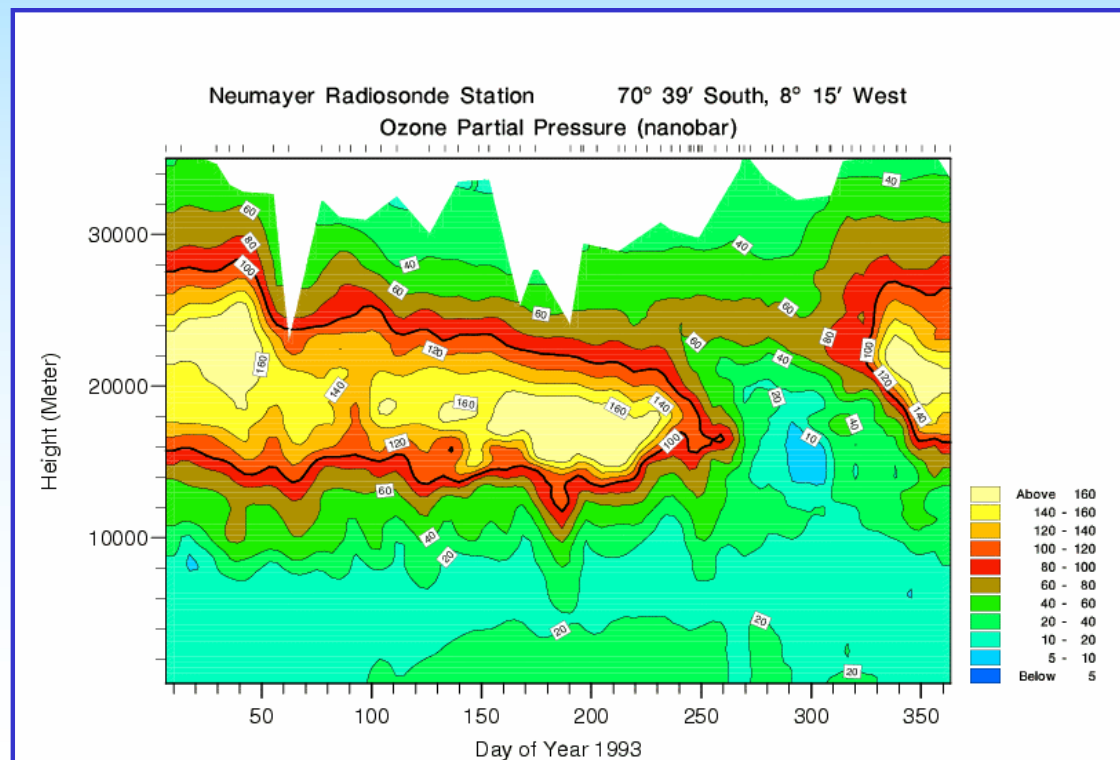 Neumayer Radiosonde Station 70° 39′ South, 8° 15′ West
Ozone Partial Pressure (nanobar)
40
60
80
100
30000
40
40
60
60
60
60
80
100
120
160
140
40
20000
160
160
140
120
140
20
40
120
100
10
60
10000
40
20
20
20
20
50 100 150 200 250 300 350
Day of Year 1993
Height (Meter)
Above 160
140 - 160
120 - 140
100 - 120
80 - 100
60 - 80
40 - 60
20 - 40
10 - 20
5 - 10
Below 5